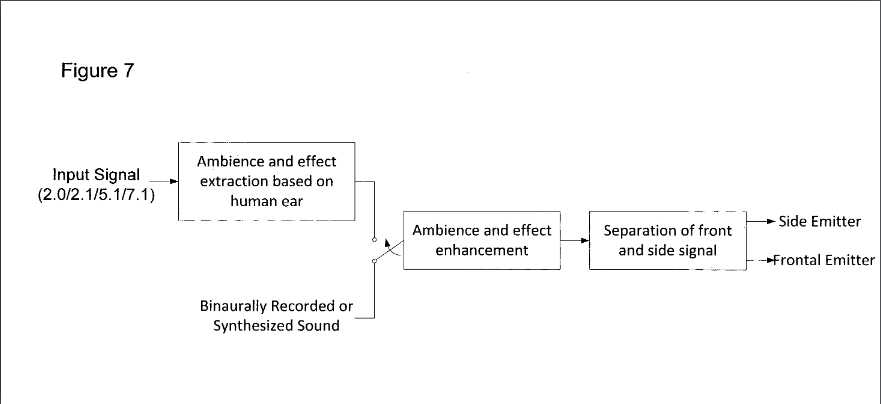 Figure 7
Input Signal
(2.0/2.1/5.1/7.1)
Ambience and effect
extraction based on
human ear
Ambience and effect
enhancement
Separation of front
and side signal
Side Emitter
Frontal Emitter
Binaurally Recorded or
Synthesized Sound